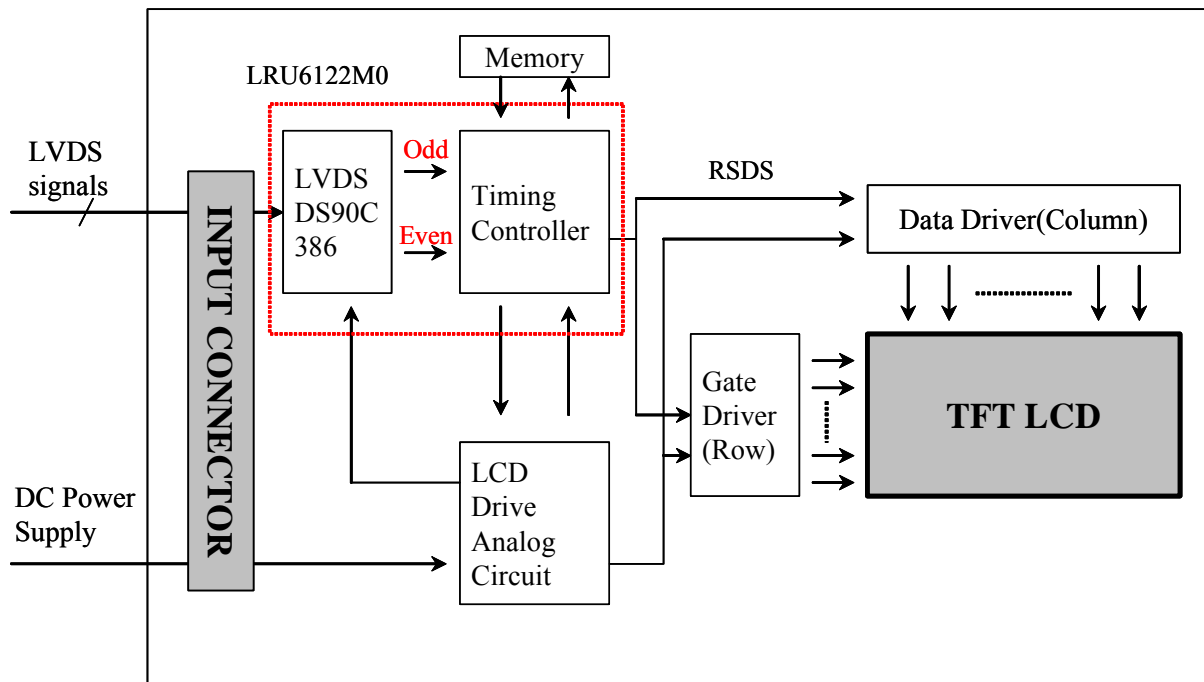 Memory
LRU6122M0
LVDS
signals
INPUT CONNECTOR
LVDS
DS90C
386
Odd
Even
Timing
Controller
RSDS
Data Driver(Column)
Gate
Driver
(Row)
TFT LCD
LCD
Drive
Analog
Circuit
DC Power
Supply